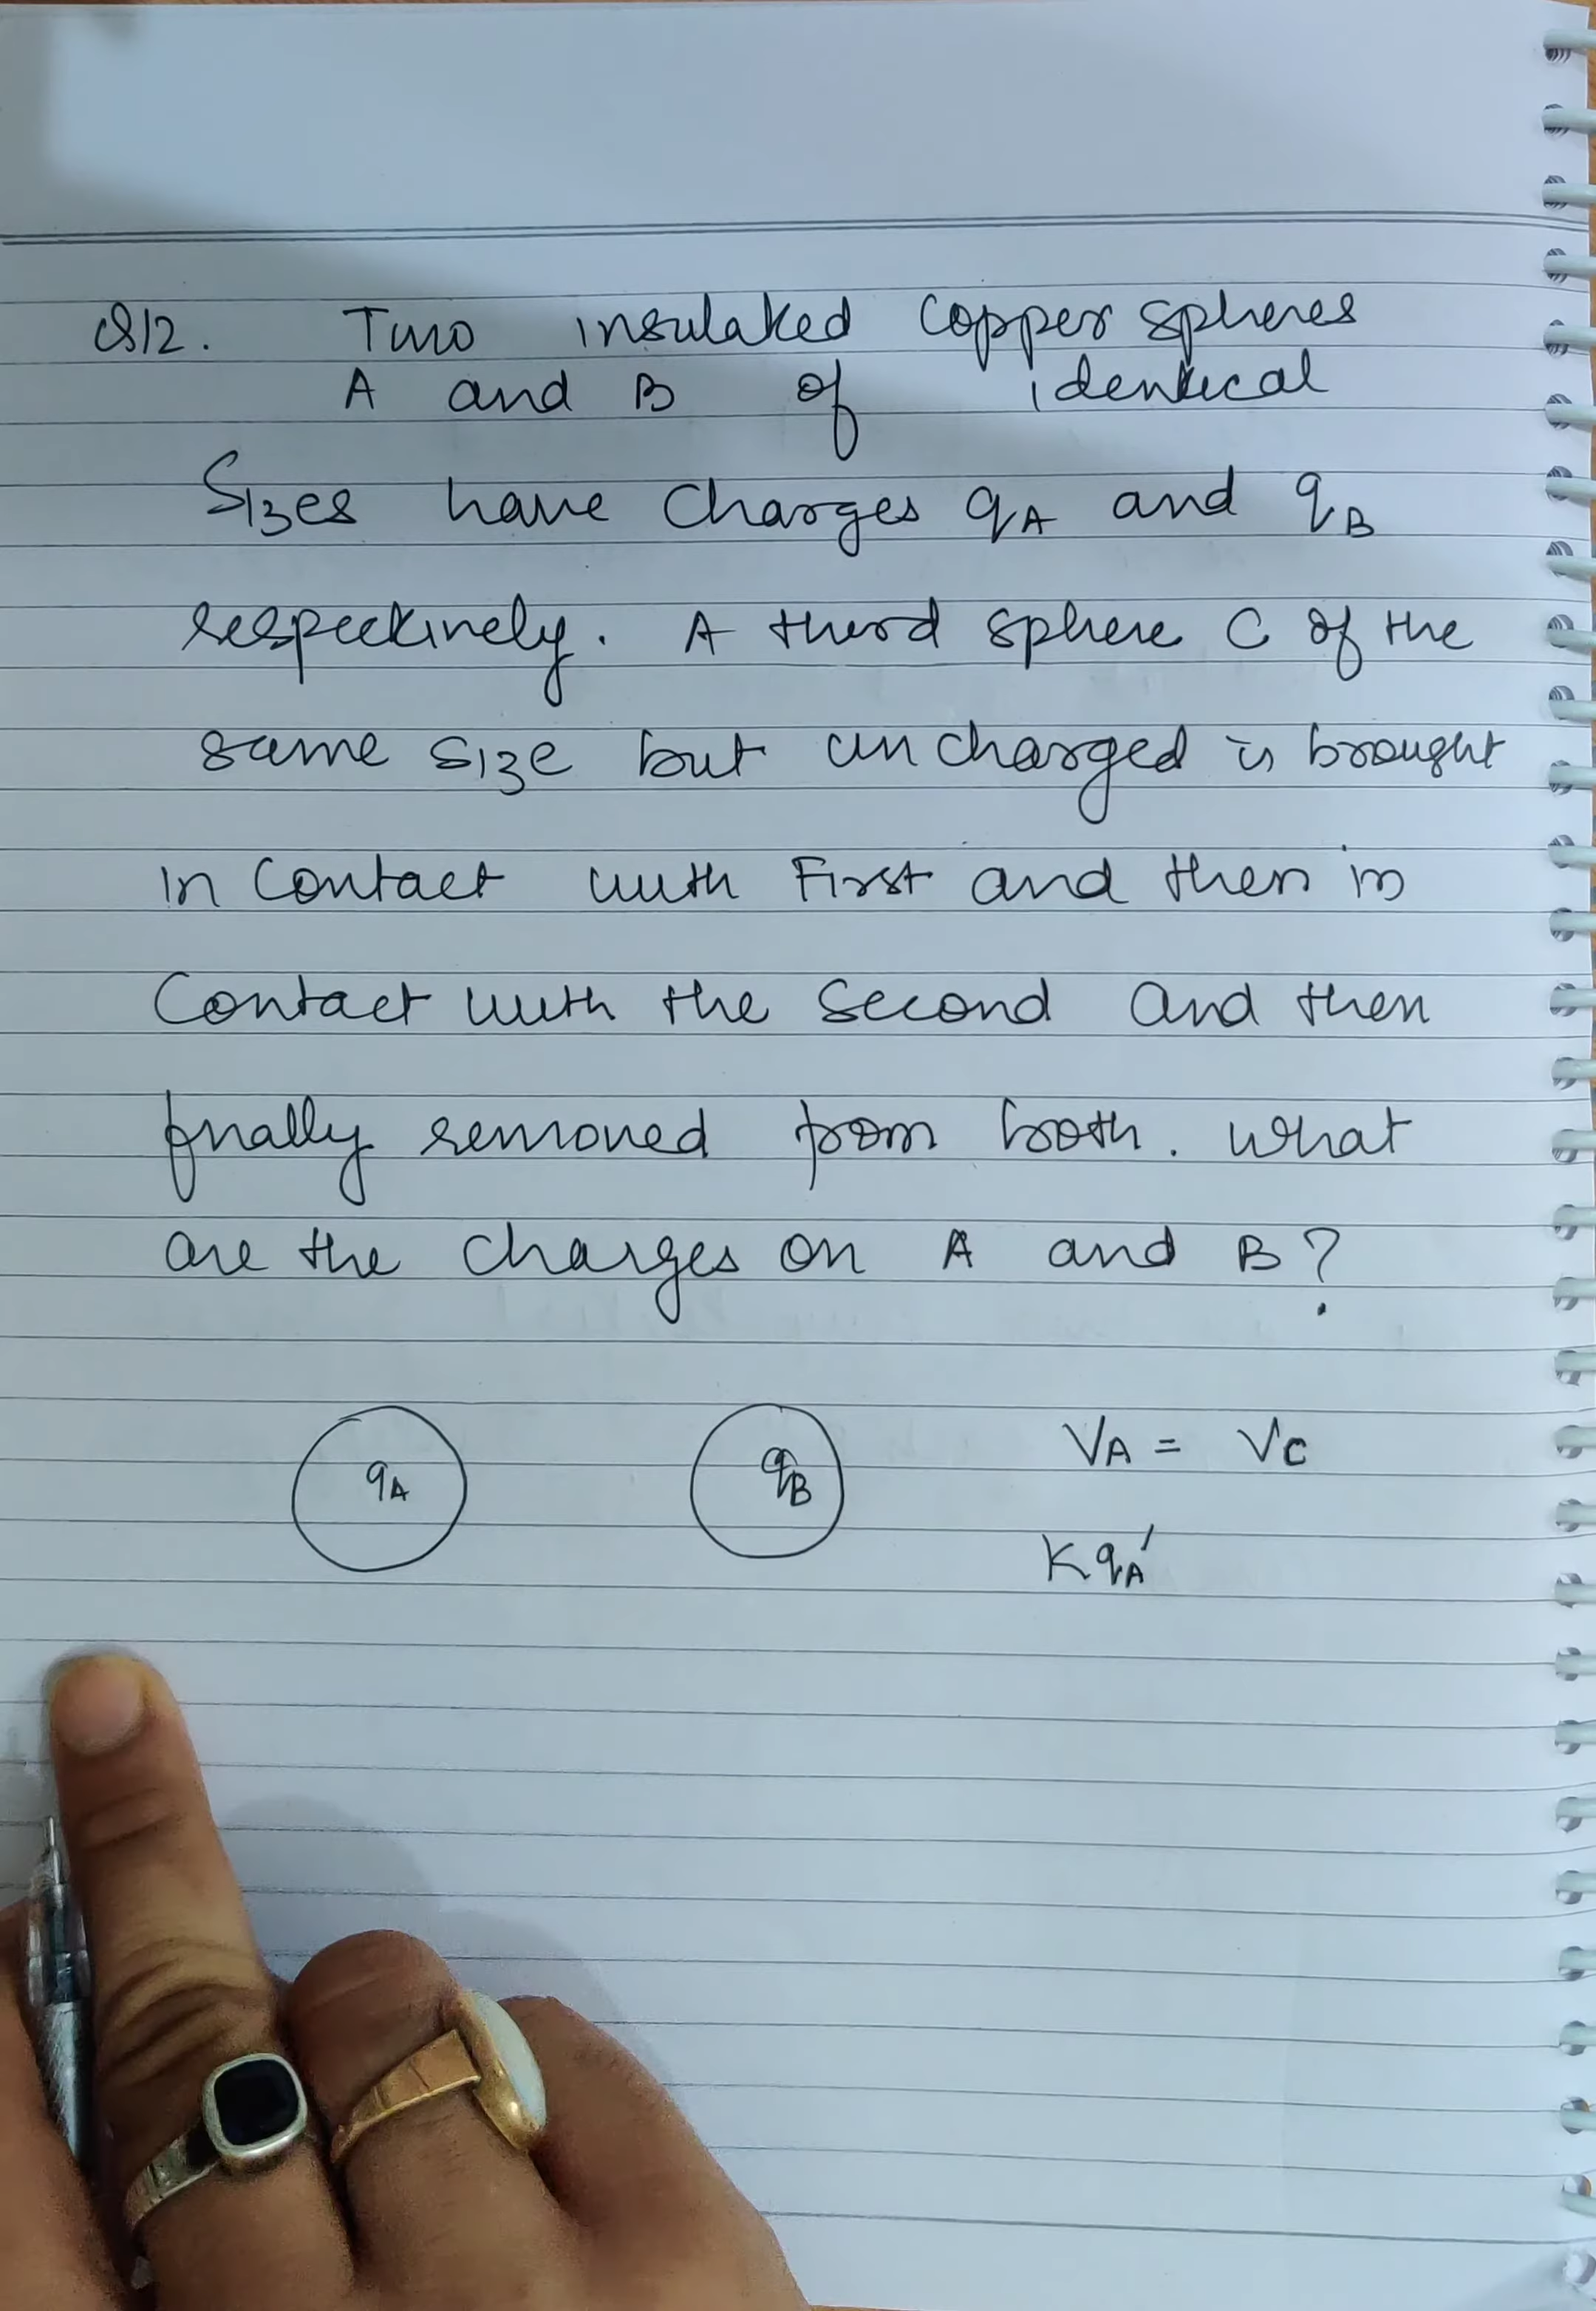 Q12. Two insulated copper spheres
A and B of identical
Sizes have charges qA and qB
respectively. A third sphere C of the
same size but uncharged is brought
in contact with First and then in
Contact with the second and then
finally removed from both. what
are the charges on A and B?
qA qB VA = VC
KqA'